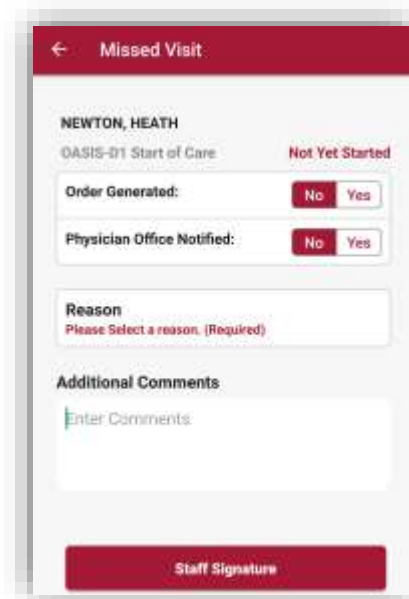 Missed Visit
NEWTON, HEATH
OASIS-D1 Start of Care Not Yet Started
Order Generated: No Yes
Physician Office Notified: No Yes
Reason
Please Select a reason. (Required)
Additional Comments
Enter Comments
Staff Signature